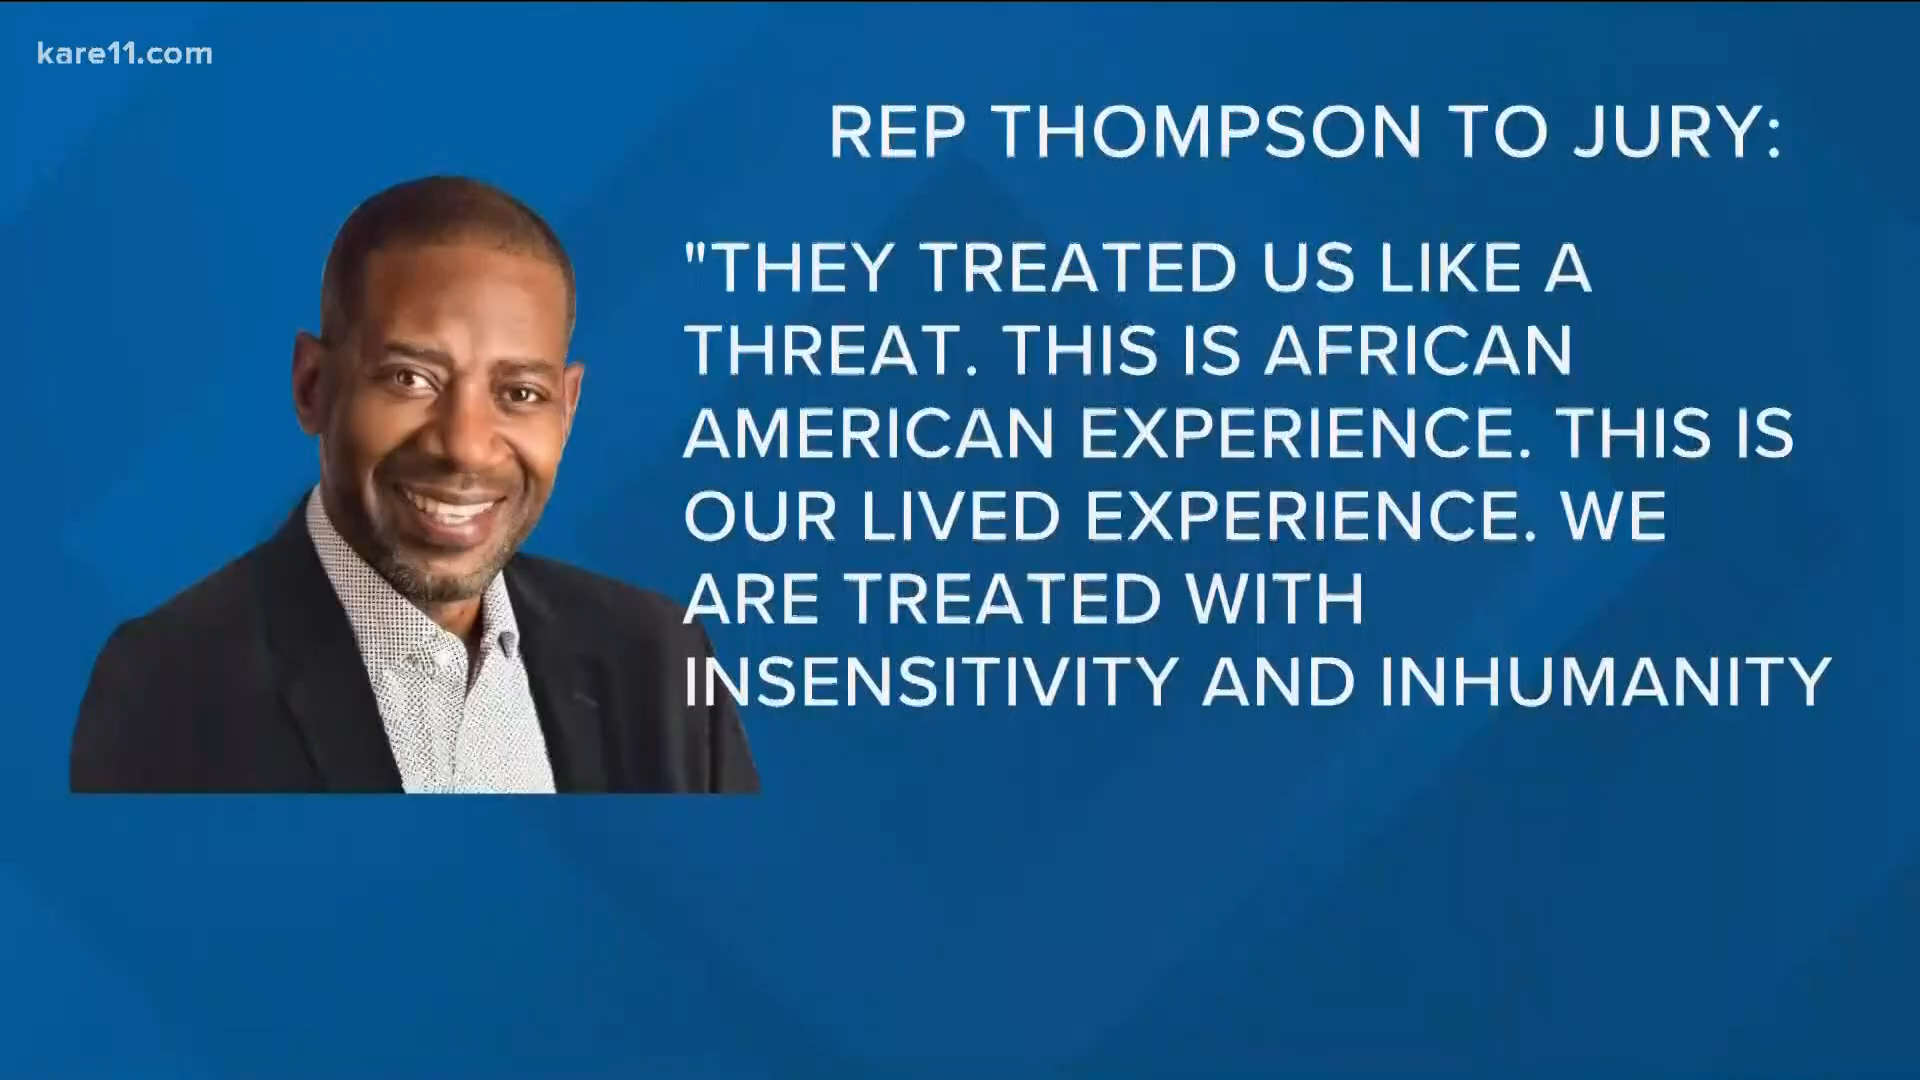 kare11.com
REP THOMPSON TO JURY:
"THEY TREATED US LIKE A
THREAT. THIS IS AFRICAN
AMERICAN EXPERIENCE. THIS IS
OUR LIVED EXPERIENCE. WE
ARE TREATED WITH
INSENSITIVITY AND INHUMANITY